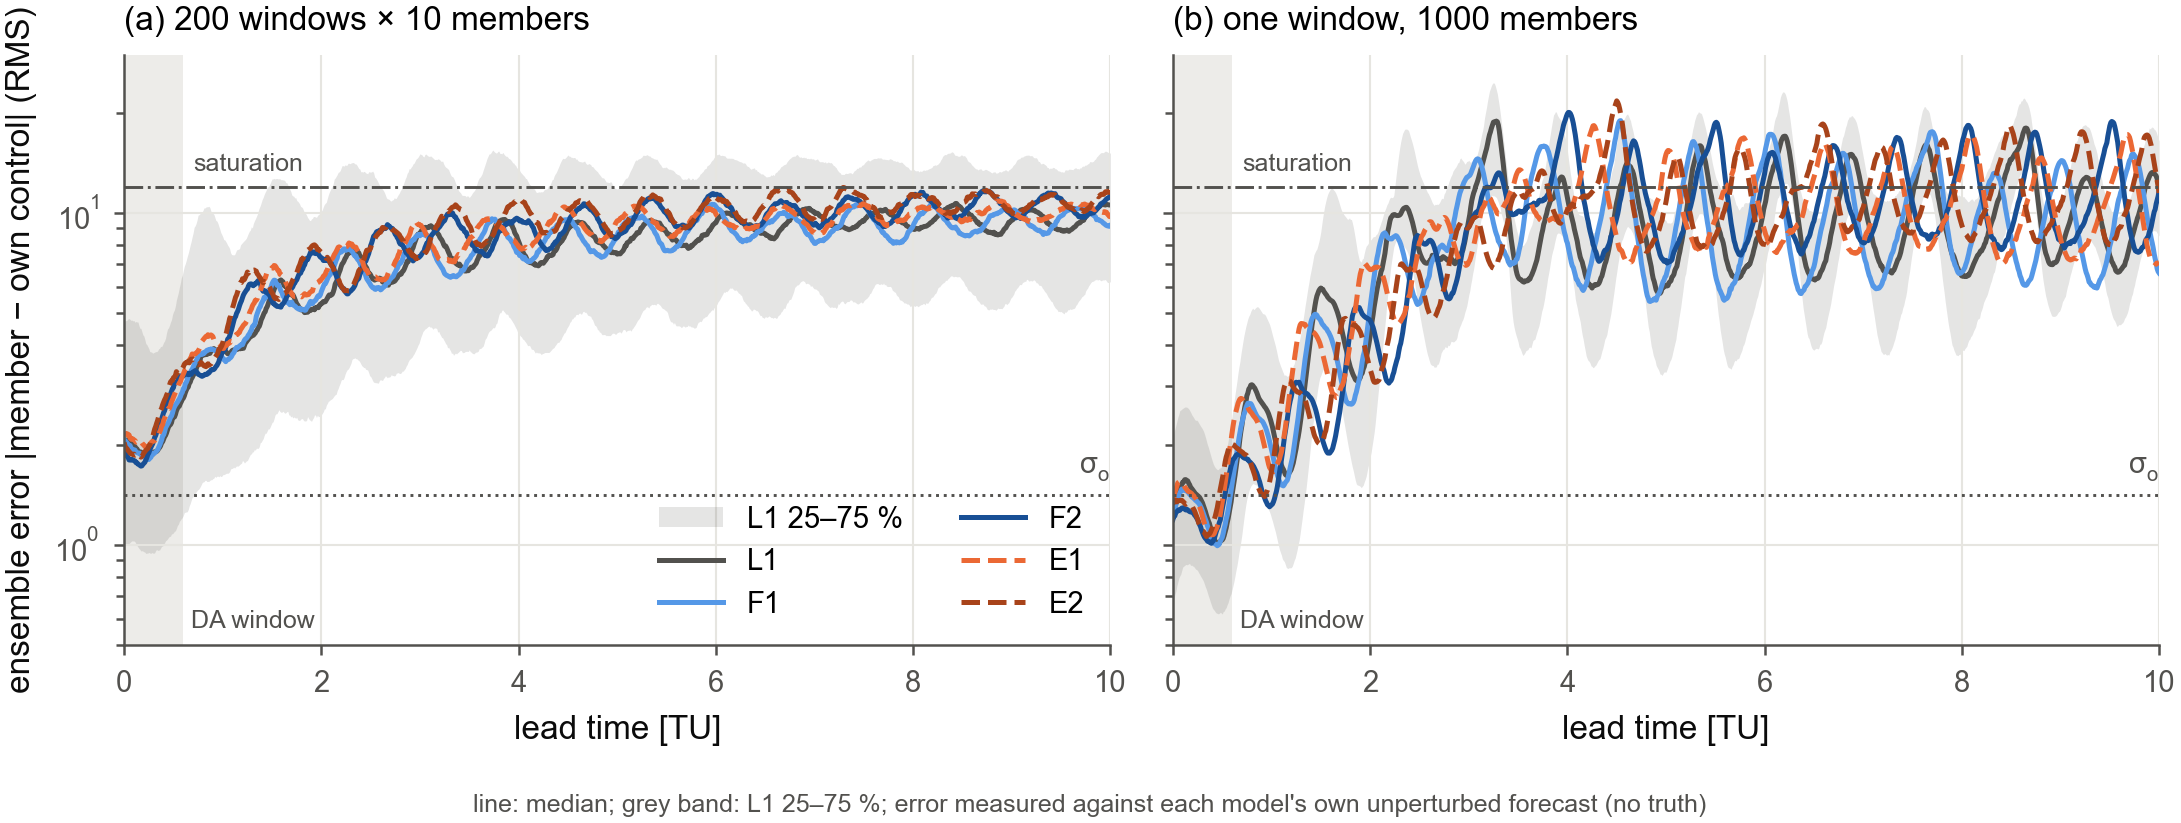 (a) 200 windows × 10 members
(b) one window, 1000 members
ensemble error |member − own control| (RMS)
saturation
saturation
10¹
σₒ
σₒ
L1 25–75 %
F2
L1
E1
F1
E2
10⁰
DA window
DA window
0 2 4 6 8 10
0 2 4 6 8 10
lead time [TU]
lead time [TU]
line: median; grey band: L1 25–75 %; error measured against each model's own unperturbed forecast (no truth)